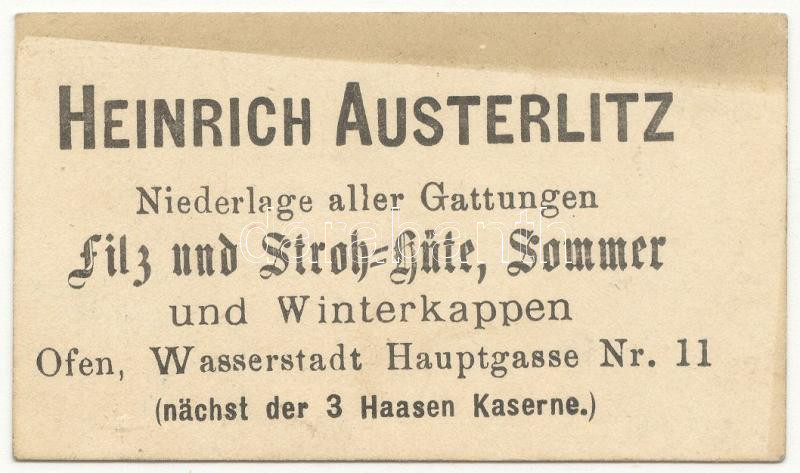 HEINRICH AUSTERLITZ
Niederlage aller Gattungen
Filz und Stroh=Hüte, Sommer
und Winterkappen
Ofen, Wasserstadt Hauptgasse Nr. 11
(nächst der 3 Haasen Kaserne.)
darabanth